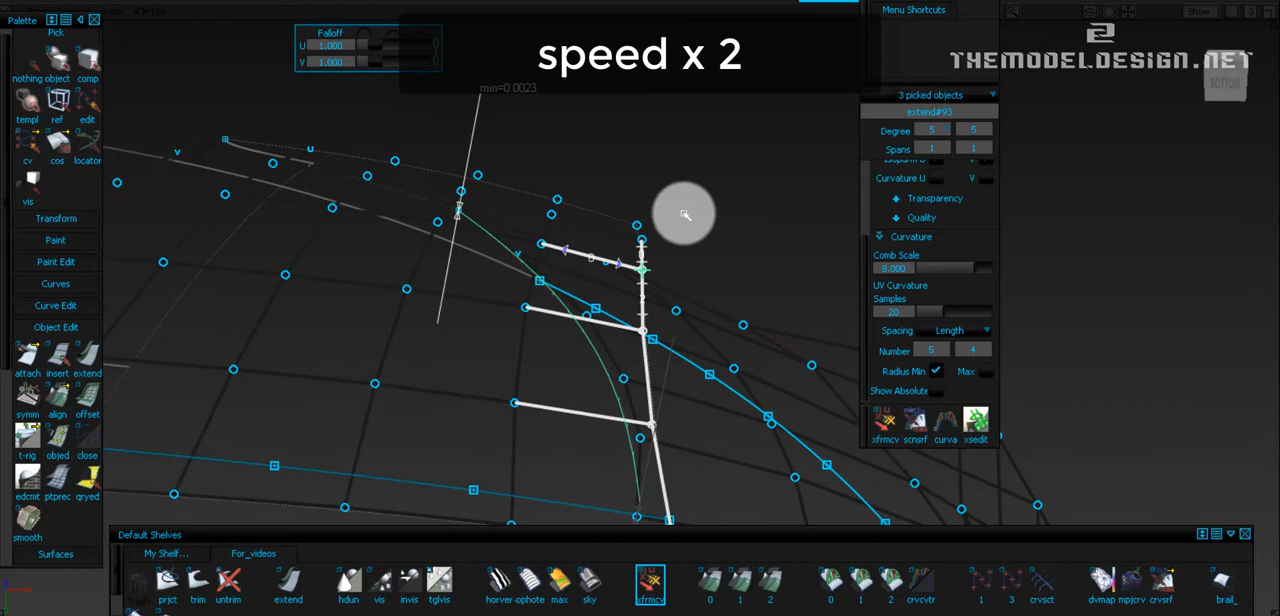 Palette
Pick
nothing object comp
templ ref edit
cv cos locator
vis
Transform
Paint
Paint Edit
Curves
Curve Edit
Object Edit
attach insert extend
symm align offset
t-rig objed close
edcmt ptprec qryed
smooth
Surfaces
Falloff
U 1.000
V 1.000
speed x 2
min=0.0023
v
u
v
Menu Shortcuts
Show
3
2
THEMODELDESIGN.NET
BOTTOM
3 picked objects
extend#93
Degree 5 5
Spans 1 1
Curvature U V
Transparency
Quality
Curvature
Comb Scale
8.000
UV Curvature
Samples
20
Spacing Length
Number 5 4
Radius Min Max
Show Absolute
xfrmcv scnsrf curva xsedit
Default Shelves
My Shelf... For_videos
Trash prjct trim untrim extend hdun vis invis tglvis horver ophote max sky xfrmcv 0 1 2 0 1 2 crvcvtr 1 3 crvsct dvmap mpjcrv crvsrf brail_